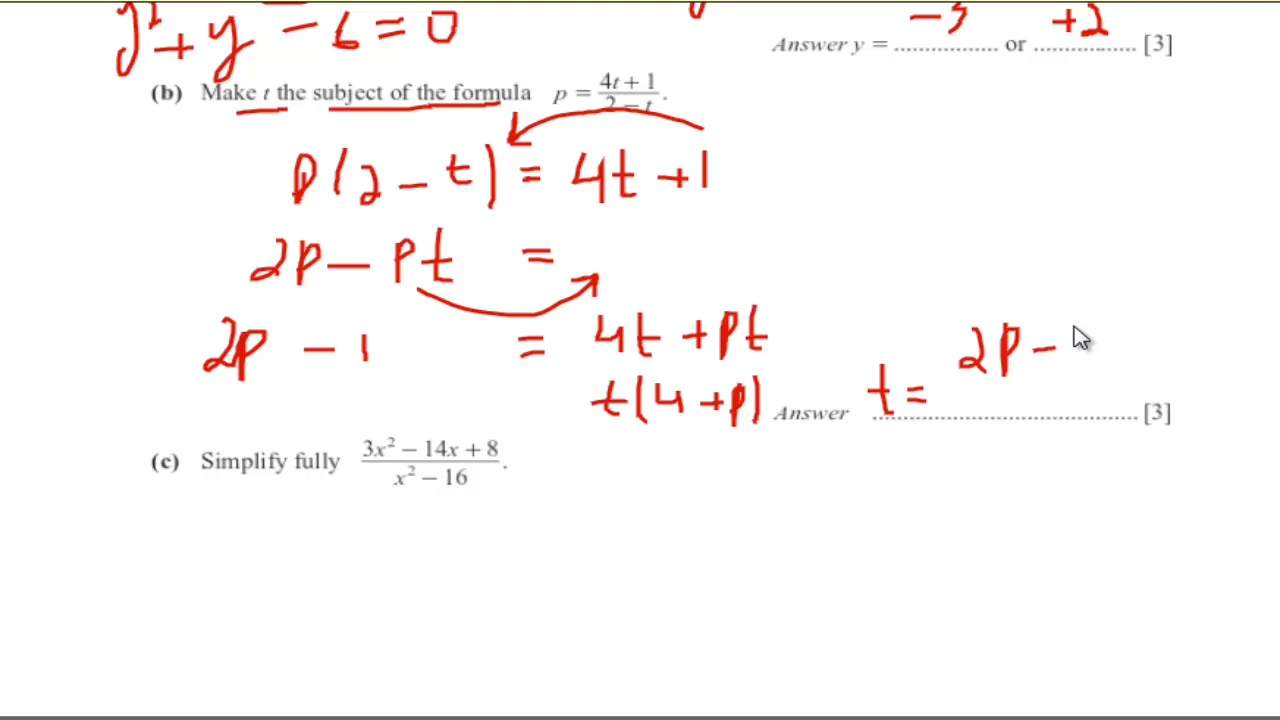 y² + y - 6 = 0
-3 +2
Answer y = .................. or .................. [3]
(b) Make t the subject of the formula p = (4t + 1)/(2 - t).
p(2 - t) = 4t + 1
2p - pt =
2p - 1 = 4t + pt
t(4 + p)
t = 2p -
Answer .......................................... [3]
(c) Simplify fully (3x² - 14x + 8)/(x² - 16).